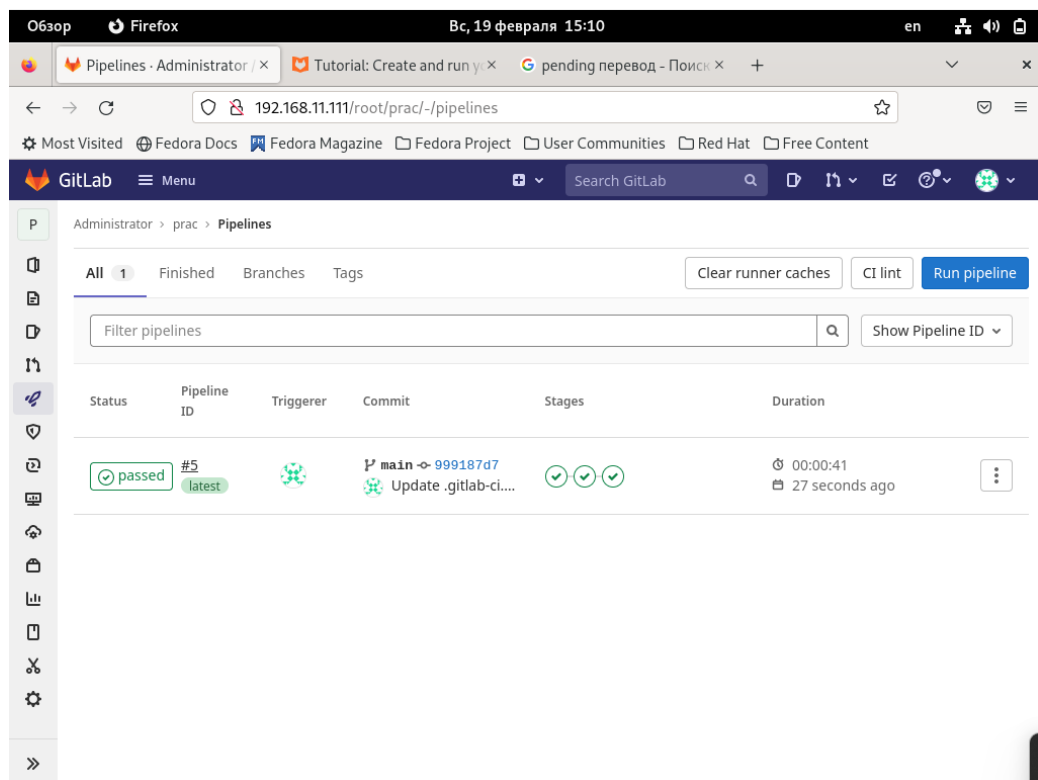 Обзор Firefox Вс, 19 февраля 15:10 en
Pipelines · Administrator / Tutorial: Create and run yo pending перевод - Поиск
192.168.11.111/root/prac/-/pipelines
Most Visited Fedora Docs Fedora Magazine Fedora Project User Communities Red Hat Free Content
GitLab Menu Search GitLab
P Administrator › prac › Pipelines
All 1 Finished Branches Tags Clear runner caches CI lint Run pipeline
Filter pipelines Show Pipeline ID
Status Pipeline ID Triggerer Commit Stages Duration
passed #5 main 999187d7 00:00:41
latest Update .gitlab-ci.... 27 seconds ago